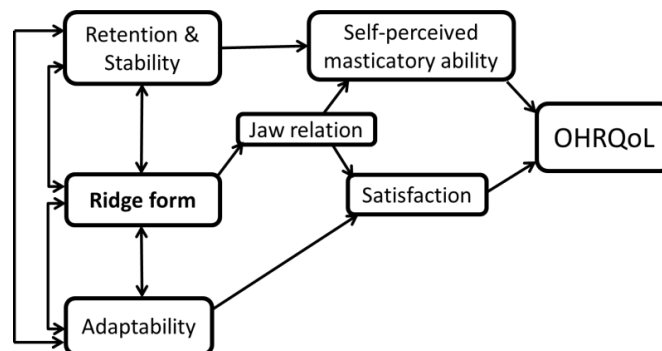 Retention &
Stability
Self-perceived
masticatory ability
Jaw relation
OHRQoL
Ridge form
Satisfaction
Adaptability